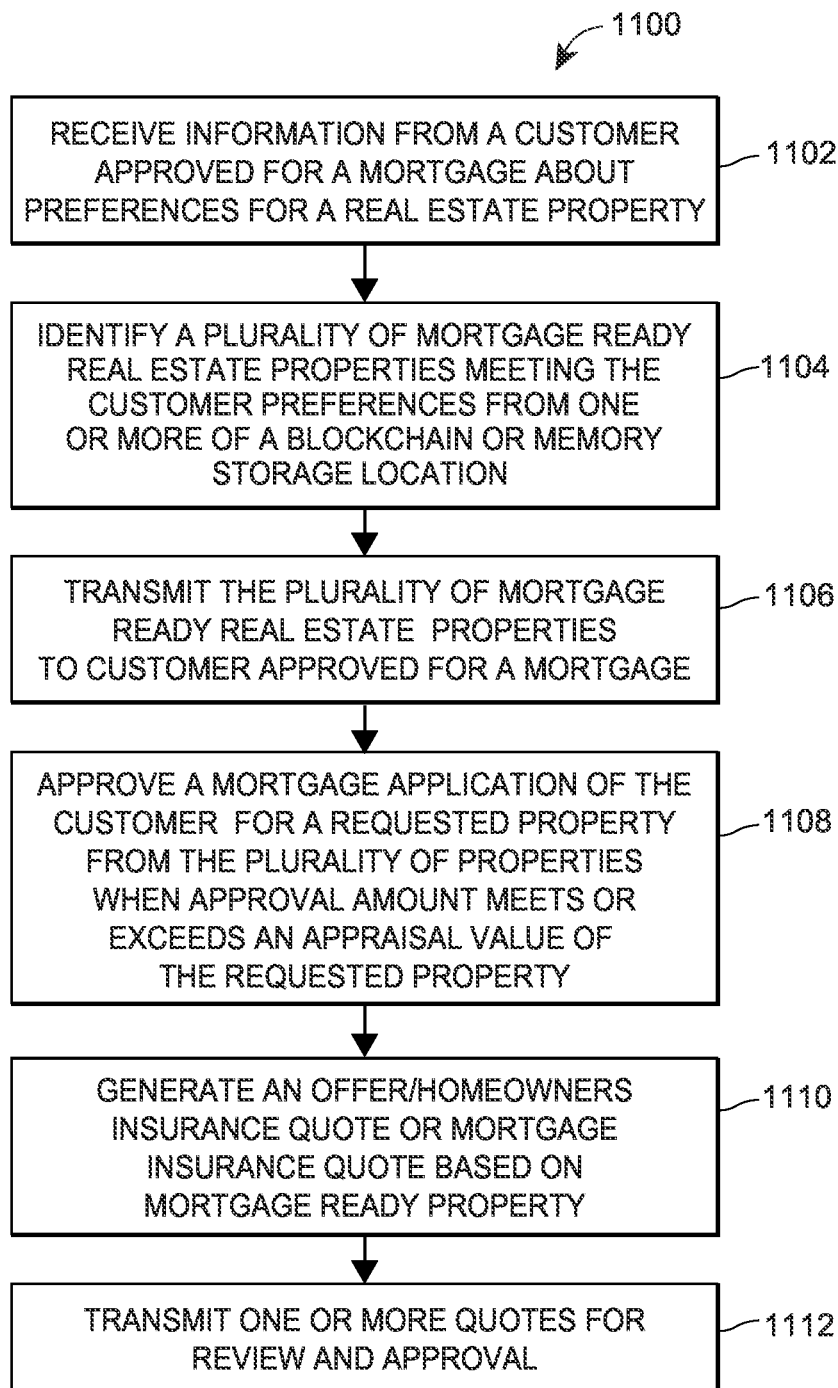 1100
RECEIVE INFORMATION FROM A CUSTOMER
APPROVED FOR A MORTGAGE ABOUT
PREFERENCES FOR A REAL ESTATE PROPERTY
1102
IDENTIFY A PLURALITY OF MORTGAGE READY
REAL ESTATE PROPERTIES MEETING THE
CUSTOMER PREFERENCES FROM ONE
OR MORE OF A BLOCKCHAIN OR MEMORY
STORAGE LOCATION
1104
TRANSMIT THE PLURALITY OF MORTGAGE
READY REAL ESTATE PROPERTIES
TO CUSTOMER APPROVED FOR A MORTGAGE
1106
APPROVE A MORTGAGE APPLICATION OF THE
CUSTOMER FOR A REQUESTED PROPERTY
FROM THE PLURALITY OF PROPERTIES
WHEN APPROVAL AMOUNT MEETS OR
EXCEEDS AN APPRAISAL VALUE OF
THE REQUESTED PROPERTY
1108
GENERATE AN OFFER/HOMEOWNERS
INSURANCE QUOTE OR MORTGAGE
INSURANCE QUOTE BASED ON
MORTGAGE READY PROPERTY
1110
TRANSMIT ONE OR MORE QUOTES FOR
REVIEW AND APPROVAL
1112